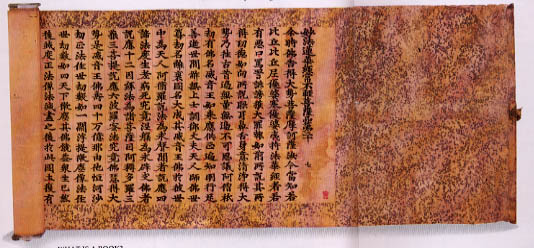 妙法蓮華經常不輕菩薩品第二十 七
爾時佛告得大勢菩薩摩訶薩汝今當知若
比丘比丘尼優婆塞優婆夷持法華經者若
有惡口罵詈誹謗獲大罪報如前所說其所
得功德如向所說眼耳鼻舌身意清淨得大
勢乃往古昔過無量無邊不可思議阿僧祇
劫有佛名威音王如來應供正遍知明行足
善逝世間解無上士調御丈夫天人師佛世
尊劫名離衰國名大成其威音王佛於彼世
中為天人阿修羅說法為求聲聞者說應四
諦法度生老病死究竟涅槃為求辟支佛者
說應十二因緣法為諸菩薩因阿耨多羅三
藐三菩提說應六波羅蜜法究竟佛慧得大
勢是威音王佛壽四十萬億那由他恒河沙
劫正法住世劫數如一閻浮提微塵像法住
世劫數如四天下微塵其佛饒益眾生已然
後滅度正法像法滅盡之後於此國土復有
WHAT IS A BOOK?